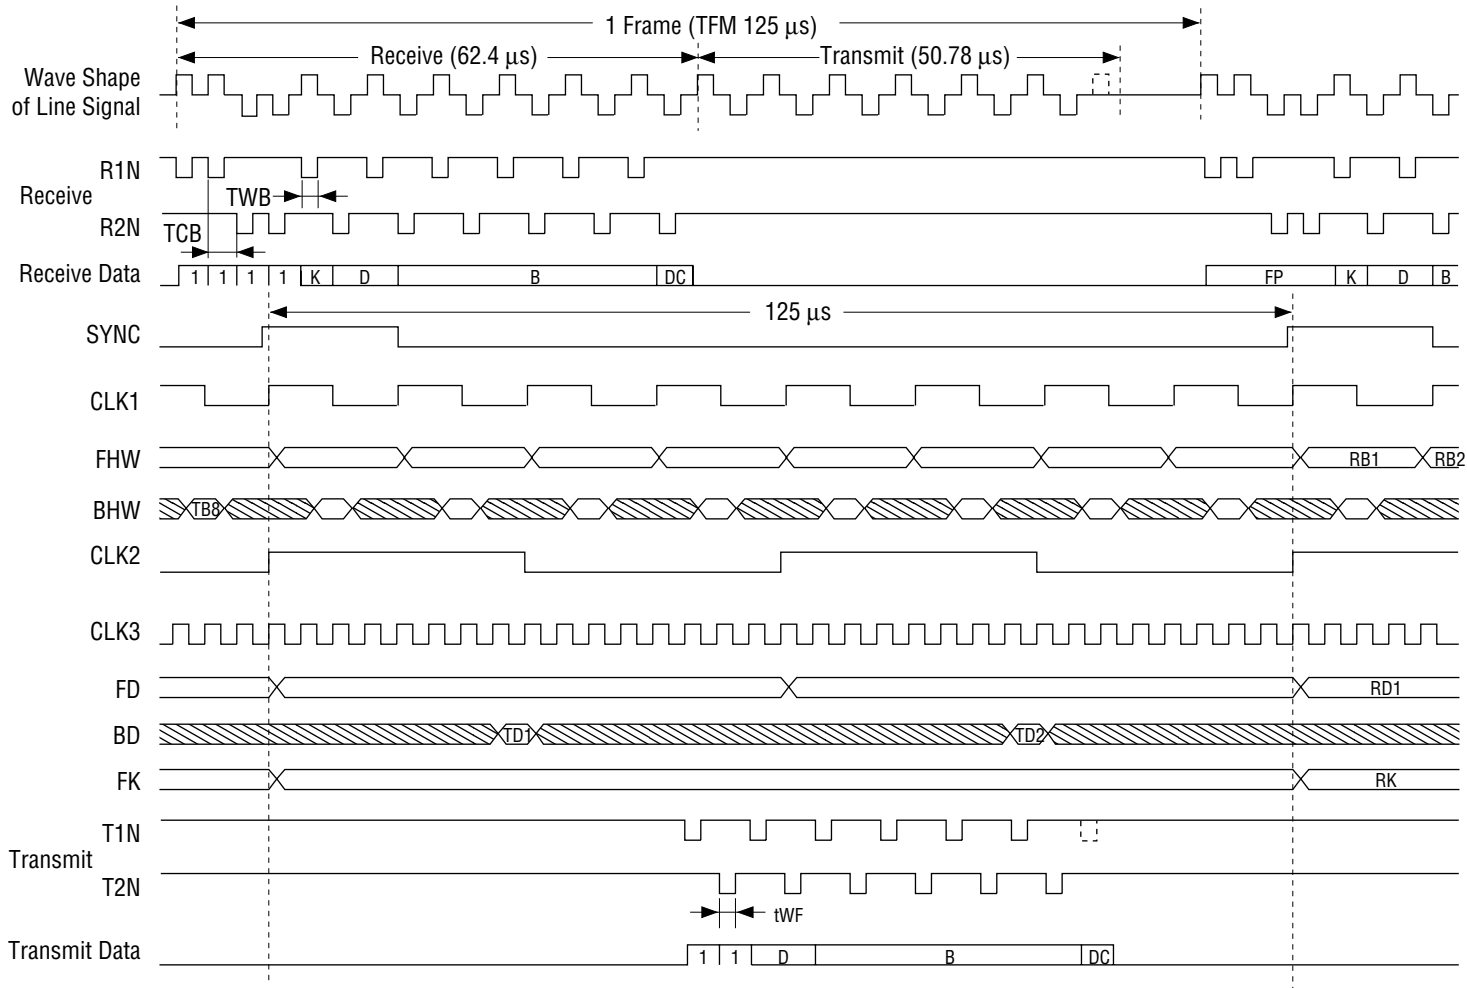 1 Frame (TFM 125 µs)
Receive (62.4 µs)
Transmit (50.78 µs)
Wave Shape
of Line Signal
R1N
Receive
TWB
R2N
TCB
Receive Data
1 1 1 1 K D B DC FP K D B
125 µs
SYNC
CLK1
FHW
RB1 RB2
BHW
TB8
CLK2
CLK3
FD
RD1
BD
TD1 TD2
FK
RK
T1N
Transmit
T2N
tWF
Transmit Data
1 1 D B DC